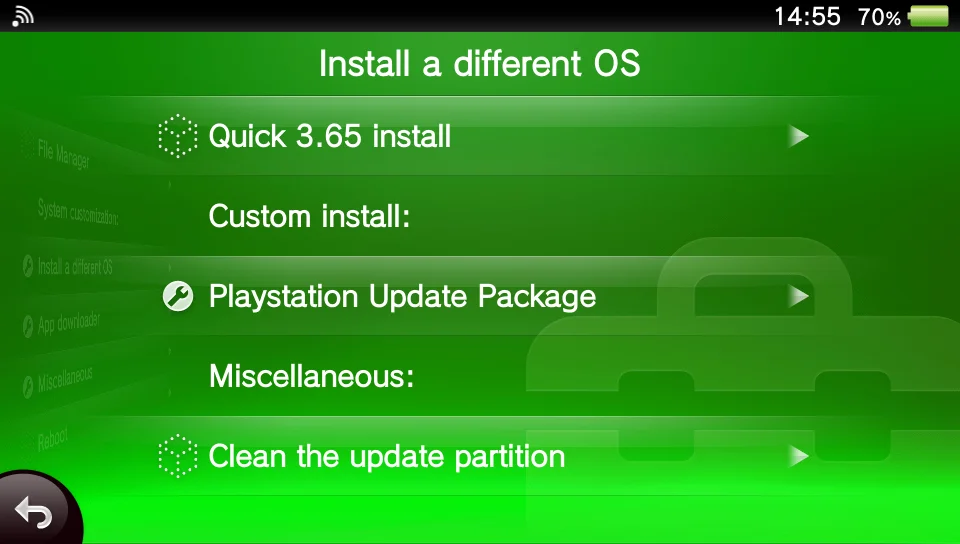 14:55 70%
Install a different OS
Quick 3.65 install
Custom install:
Playstation Update Package
Miscellaneous:
Clean the update partition
File Manager
System customization:
Install a different OS
App downloader
Miscellaneous
Reboot